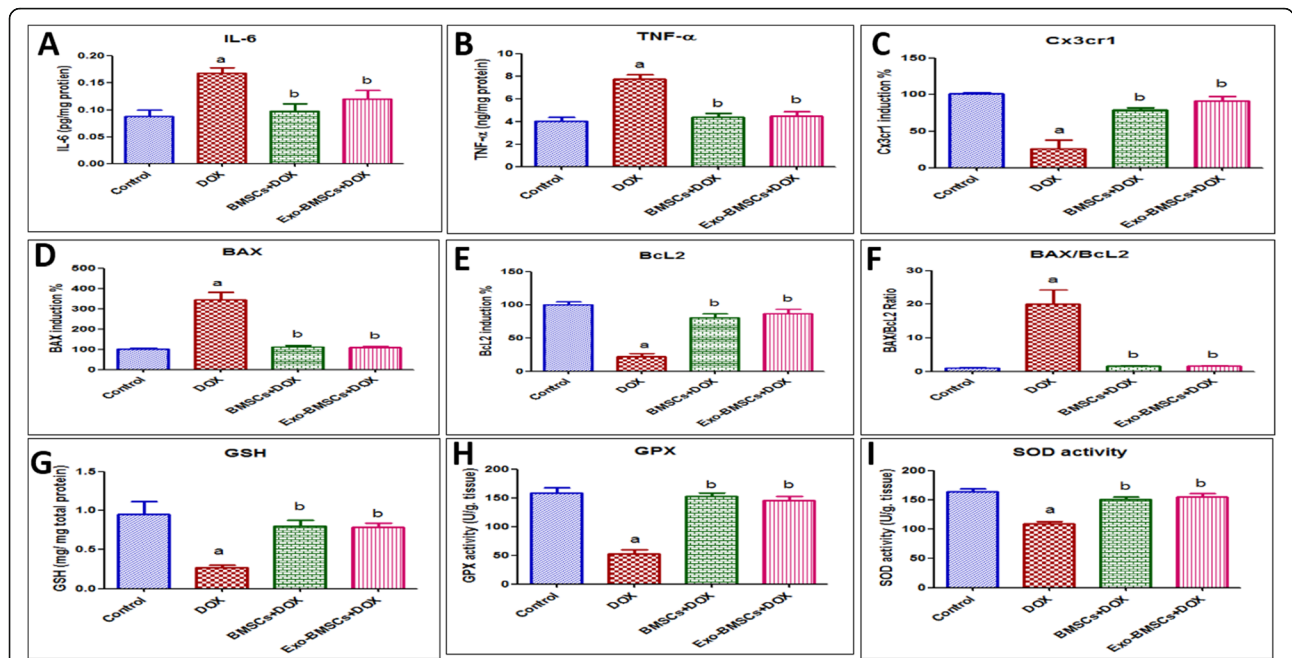 A
IL-6
IL-6 (pg/mg protien)
0.20
0.15
0.10
0.05
0.00
a
b
b
Control
DOX
BMSCs+DOX
Exo-BMSCs+DOX
B
TNF-α
TNF-α (ng/mg protein)
10
8
6
4
2
0
a
b
b
Control
DOX
BMSCs+DOX
Exo-BMSCs+DOX
C
Cx3cr1
Cx3cr1 induction %
150
100
50
0
a
b
b
Control
DOX
BMSCs+DOX
Exo-BMSCs+DOX
D
BAX
BAX induction %
500
400
300
200
100
0
a
b
b
Control
DOX
BMSCs+DOX
Exo-BMSCs+DOX
E
BcL2
BcL2 induction %
150
100
50
0
a
b
b
Control
DOX
BMSCs+DOX
Exo-BMSCs+DOX
F
BAX/BcL2
BAX/BcL2 Ratio
30
20
10
0
a
b
b
Control
DOX
BMSCs+DOX
Exo-BMSCs+DOX
G
GSH
GSH (mg/ mg total protein)
1.5
1.0
0.5
0.0
a
b
b
Control
DOX
BMSCs+DOX
Exo-BMSCs+DOX
H
GPX
GPX activity (U/g. tissue)
200
150
100
50
0
a
b
b
Control
DOX
BMSCs+DOX
Exo-BMSCs+DOX
I
SOD activity
SOD activity (U/g. tissue)
200
150
100
50
0
a
b
b
Control
DOX
BMSCs+DOX
Exo-BMSCs+DOX